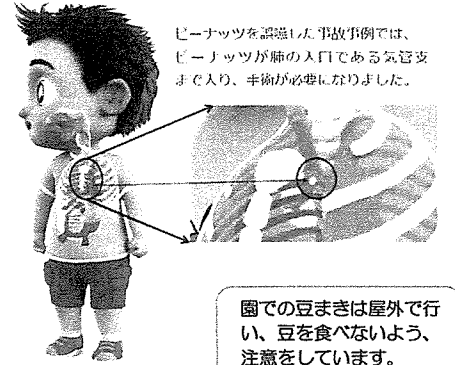 ピーナッツを誤嚥した事故事例では、
ピーナッツが肺の入口である気管支
まで入り、手術が必要になりました。
園での豆まきは屋外で行
い、豆を食べないよう、
注意をしています。